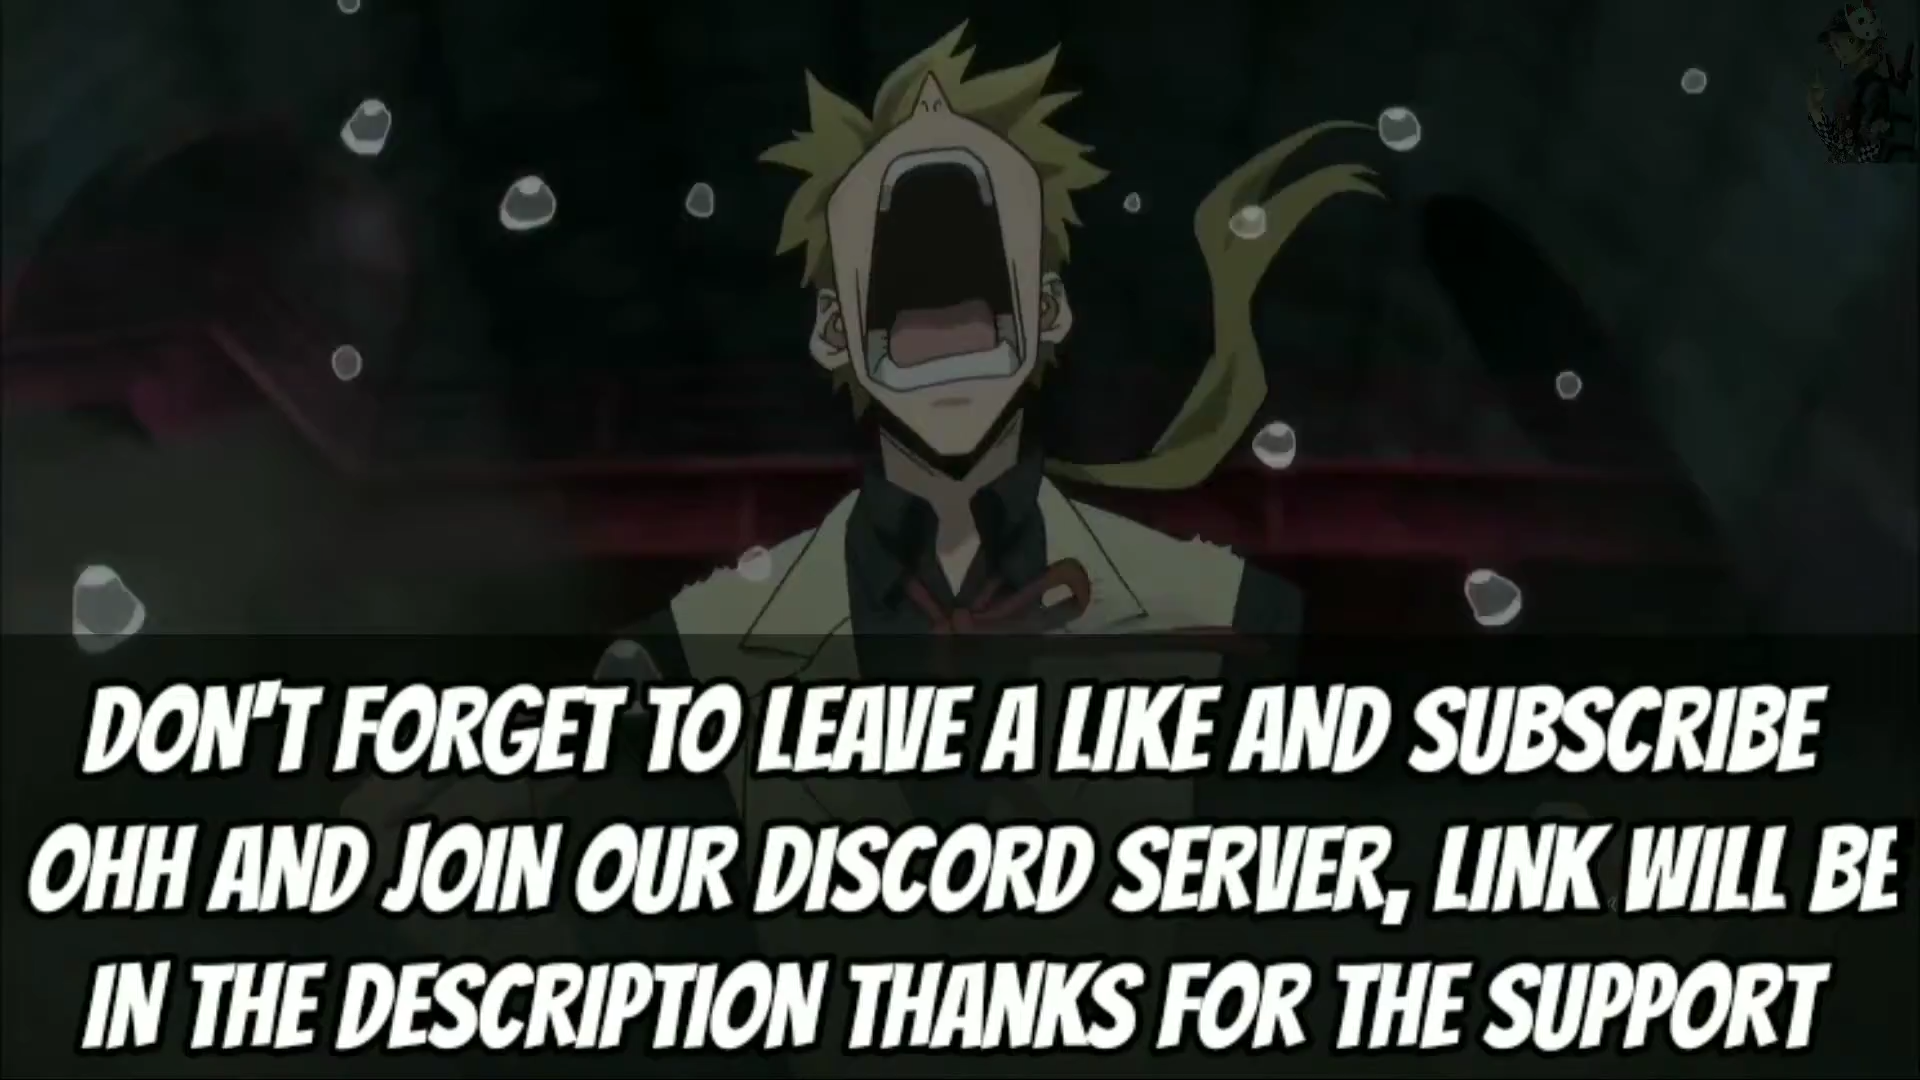 DON'T FORGET TO LEAVE A LIKE AND SUBSCRIBE
OHH AND JOIN OUR DISCORD SERVER, LINK WILL BE
IN THE DESCRIPTION THANKS FOR THE SUPPORT